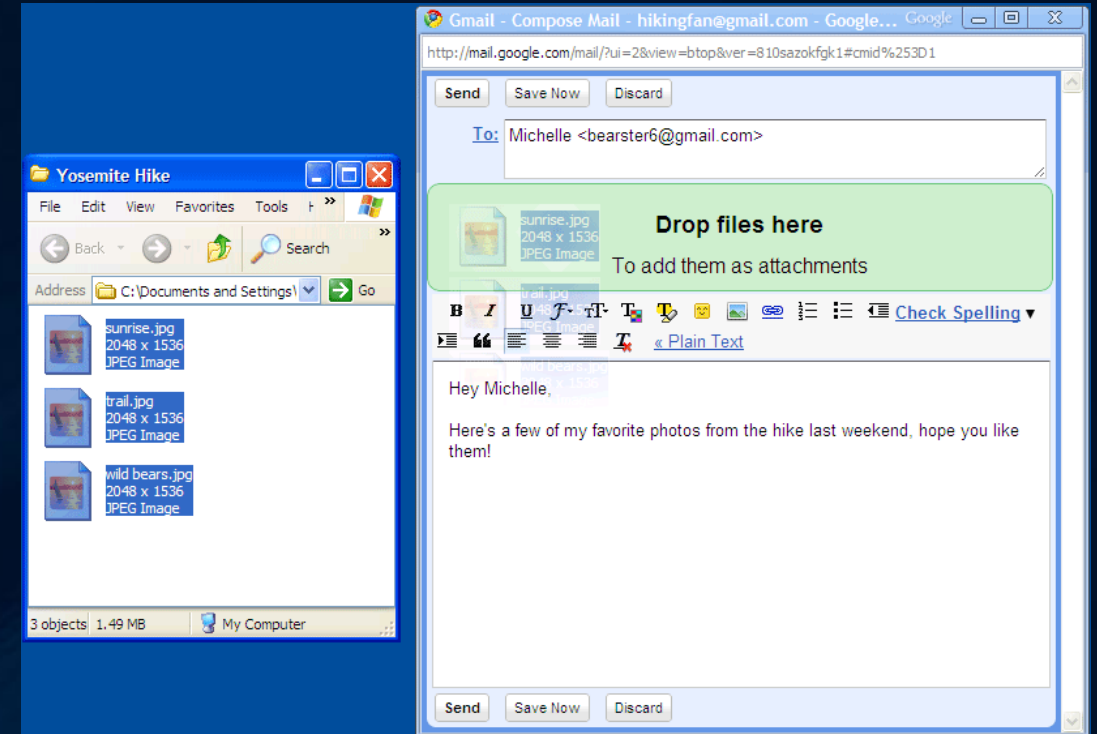 Yosemite Hike
File Edit View Favorites Tools H »
Back Search »
Address C:\Documents and Settings\ Go
sunrise.jpg
2048 x 1536
JPEG Image
trail.jpg
2048 x 1536
JPEG Image
wild bears.jpg
2048 x 1536
JPEG Image
3 objects 1.49 MB My Computer
Gmail - Compose Mail - hikingfan@gmail.com - Google... Google
http://mail.google.com/mail/?ui=2&view=btop&ver=810sazokfgk1#cmid%253D1
Send Save Now Discard
To: Michelle <bearster6@gmail.com>
sunrise.jpg
2048 x 1536
JPEG Image
Drop files here
To add them as attachments
trail.jpg
B I U Check Spelling ▼
« Plain Text
wild bears.jpg
Hey Michelle,
Here's a few of my favorite photos from the hike last weekend, hope you like
them!
Send Save Now Discard